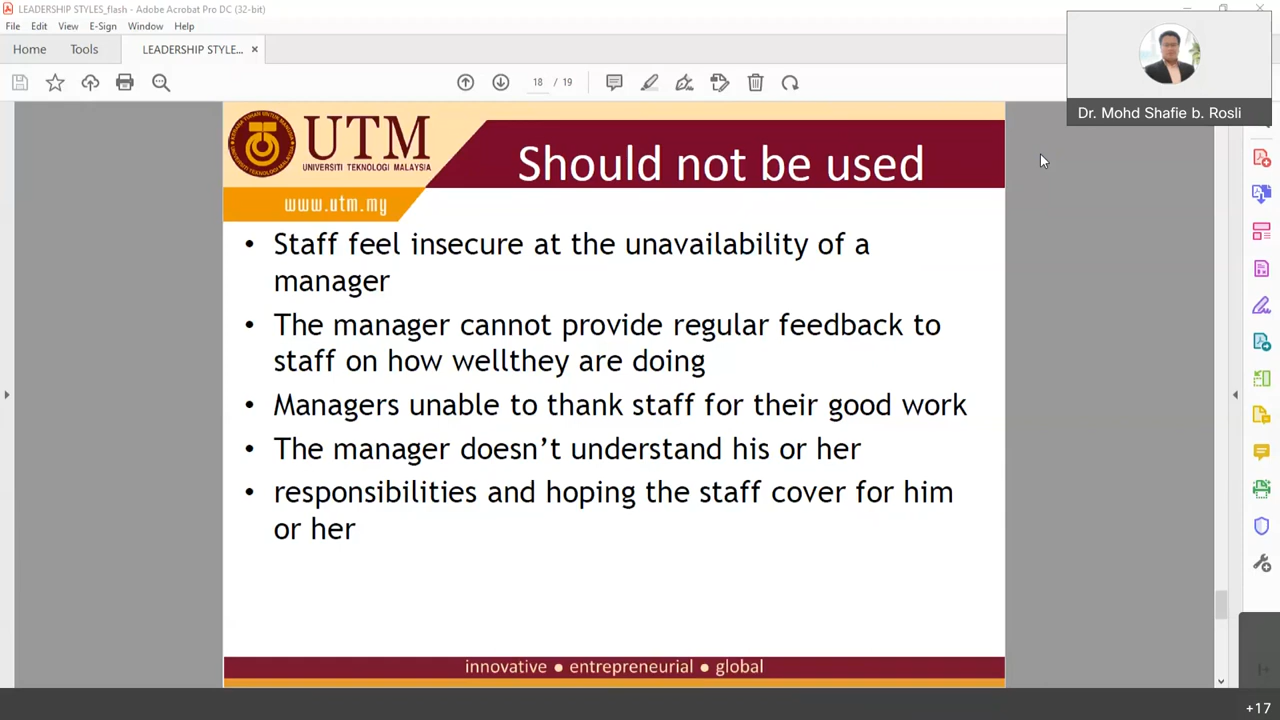 LEADERSHIP STYLES_flash - Adobe Acrobat Pro DC (32-bit)
File Edit View E-Sign Window Help
Home Tools LEADERSHIP STYLE... ×
18 / 19
Dr. Mohd Shafie b. Rosli
UTM
UNIVERSITI TEKNOLOGI MALAYSIA
www.utm.my
Should not be used
• Staff feel insecure at the unavailability of a
manager
• The manager cannot provide regular feedback to
staff on how wellthey are doing
• Managers unable to thank staff for their good work
• The manager doesn’t understand his or her
• responsibilities and hoping the staff cover for him
or her
innovative ● entrepreneurial ● global
+17